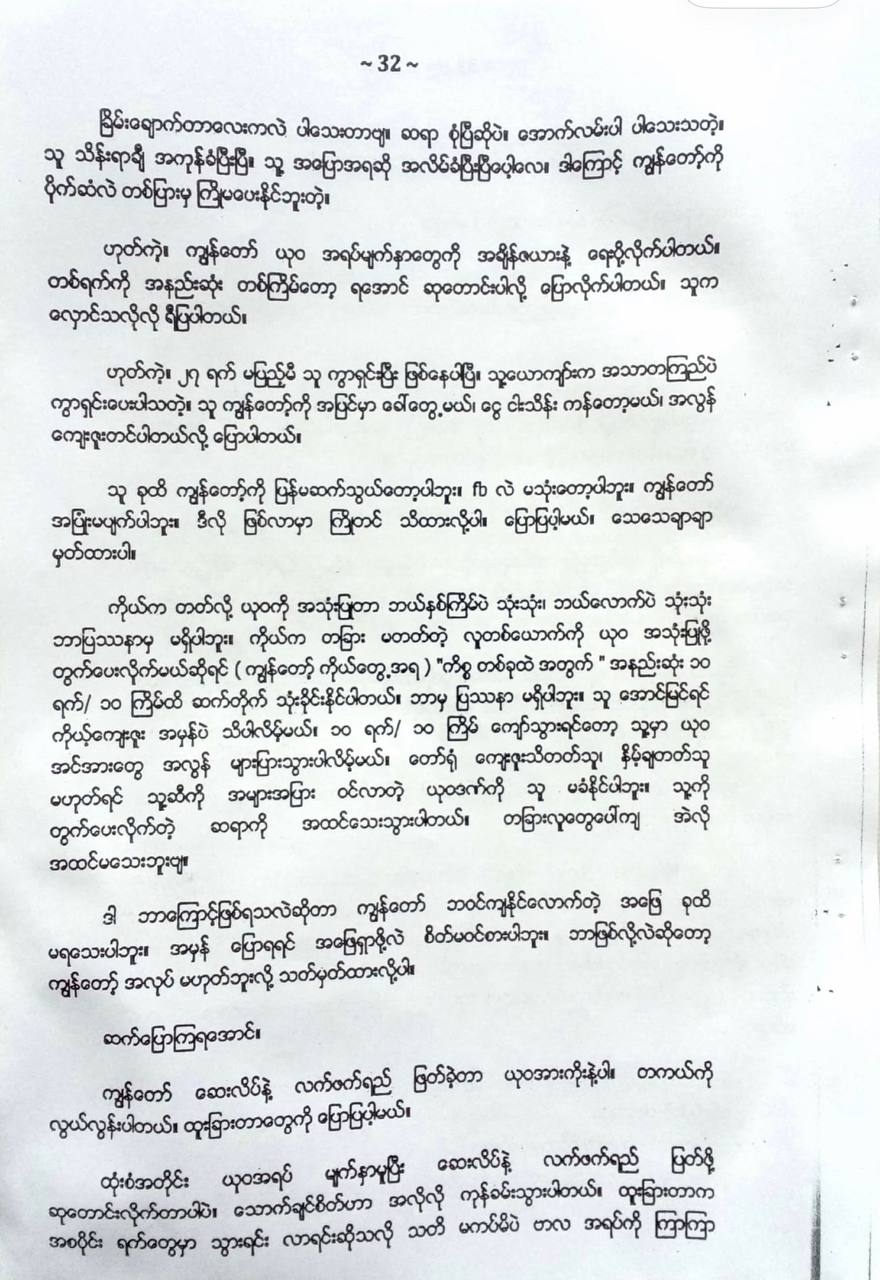 ~ 32 ~
ခြိမ်းချောက်တာလေးကလဲ ပါသေးတာဗျ။ ဆရာ စုံပြီဆိုပဲ။ အောက်လမ်းပါ ပါသေးသတဲ့။
သူ သိန်းရာချီ အကုန်ခံပြီးပြီ။ သူ့ အပြောအရဆို အလိမ်ခံပြီးပြီပေါ့လေ။ ဒါကြောင့် ကျွန်တော့်ကို
ပိုက်ဆံလဲ တစ်ပြားမှ ကြိုမပေးနိုင်ဘူးတဲ့။
ဟုတ်ကဲ့။ ကျွန်တော် ယုဝ အရပ်မျက်နှာတွေကို အချိန်ဇယားနဲ့ ရေးပို့လိုက်ပါတယ်။
တစ်ရက်ကို အနည်းဆုံး တစ်ကြိမ်တော့ ရအောင် ဆုတောင်းပါလို့ ပြောလိုက်ပါတယ်။ သူက
လှောင်သလိုလို ရီပြပါတယ်။
ဟုတ်ကဲ့။ ၂၇ ရက် မပြည့်မီ သူ ကွာရှင်းပြီး ဖြစ်နေပါပြီ။ သူ့ယောကျာ်းက အသာတကြည်ပဲ
ကွာရှင်းပေးပါသတဲ့။ သူ ကျွန်တော့်ကို အပြင်မှာ ခေါ်တွေ့မယ်၊ ငွေ ငါးသိန်း ကန်တော့မယ်၊ အလွန်
ကျေးဇူးတင်ပါတယ်လို့ ပြောပါတယ်။
သူ ခုထိ ကျွန်တော့်ကို ပြန်မဆက်သွယ်တော့ပါဘူး။ fb လဲ မသုံးတော့ပါဘူး။ ကျွန်တော်
အပြုံးမပျက်ပါဘူး။ ဒီလို ဖြစ်လာမှာ ကြိုတင် သိထားလို့ပါ။ ပြောပြပါ့မယ်။ သေသေချာချာ
မှတ်ထားပါ။
ကိုယ်က တတ်လို့ ယုဝကို အသုံးပြုတာ ဘယ်နှစ်ကြိမ်ပဲ သုံးသုံး၊ ဘယ်လောက်ပဲ သုံးသုံး
ဘာပြဿနာမှ မရှိပါဘူး။ ကိုယ်က တခြား မတတ်တဲ့ လူတစ်ယောက်ကို ယုဝ အသုံးပြုဖို့
တွက်ပေးလိုက်မယ်ဆိုရင် ( ကျွန်တော့် ကိုယ်တွေ့အရ ) "ကိစ္စ တစ်ခုထဲ အတွက် " အနည်းဆုံး ၁၀
ရက်/ ၁၀ ကြိမ်ထိ ဆက်တိုက် သုံးခိုင်းနိုင်ပါတယ်။ ဘာမှ ပြဿနာ မရှိပါဘူး။ သူ အောင်မြင်ရင်
ကိုယ့်ကျေးဇူး အမှန်ပဲ သိပါလိမ့်မယ်။ ၁၀ ရက်/ ၁၀ ကြိမ် ကျော်သွားရင်တော့ သူ့မှာ ယုဝ
အင်အားတွေ အလွန် များပြားသွားပါလိမ့်မယ်။ တော်ရုံ ကျေးဇူးသိတတ်သူ၊ နှိမ့်ချတတ်သူ
မဟုတ်ရင် သူ့ဆီကို အများအပြား ဝင်လာတဲ့ ယုဝဒဏ်ကို သူ မခံနိုင်ပါဘူး။ သူ့ကို
တွက်ပေးလိုက်တဲ့ ဆရာကို အထင်သေးသွားပါတယ်။ တခြားလူတွေပေါ်ကျ အဲလို
အထင်မသေးဘူးဗျ။
ဒါ ဘာကြောင့်ဖြစ်ရသလဲဆိုတာ ကျွန်တော် ဘဝင်ကျနိုင်လောက်တဲ့ အဖြေ ခုထိ
မရသေးပါဘူး။ အမှန် ပြောရရင် အဖြေရှာဖို့လဲ စိတ်မဝင်စားပါဘူး။ ဘာဖြစ်လို့လဲဆိုတော့
ကျွန်တော့် အလုပ် မဟုတ်ဘူးလို့ သတ်မှတ်ထားလို့ပါ။
ဆက်ပြောကြရအောင်။
ကျွန်တော် ဆေးလိပ်နဲ့ လက်ဖက်ရည် ဖြတ်ခဲ့တာ ယုဝအားကိုးနဲ့ပါ။ တကယ်ကို
လွယ်လွန်းပါတယ်။ ထူးခြားတာတွေကို ပြောပြပါ့မယ်။
ထုံးစံအတိုင်း ယုဝအရပ် မျက်နှာမူပြီး ဆေးလိပ်နဲ့ လက်ဖက်ရည် ပြတ်ဖို့
ဆုတောင်းလိုက်တာပါပဲ။ သောက်ချင်စိတ်ဟာ အလိုလို ကုန်ခမ်းသွားပါတယ်။ ထူးခြားတာက
အစပိုင်း ရက်တွေမှာ သွားရင်း လာရင်းဆိုသလို သတိ မကပ်မိပဲ ဗာလ အရပ်ကို ကြာကြာ